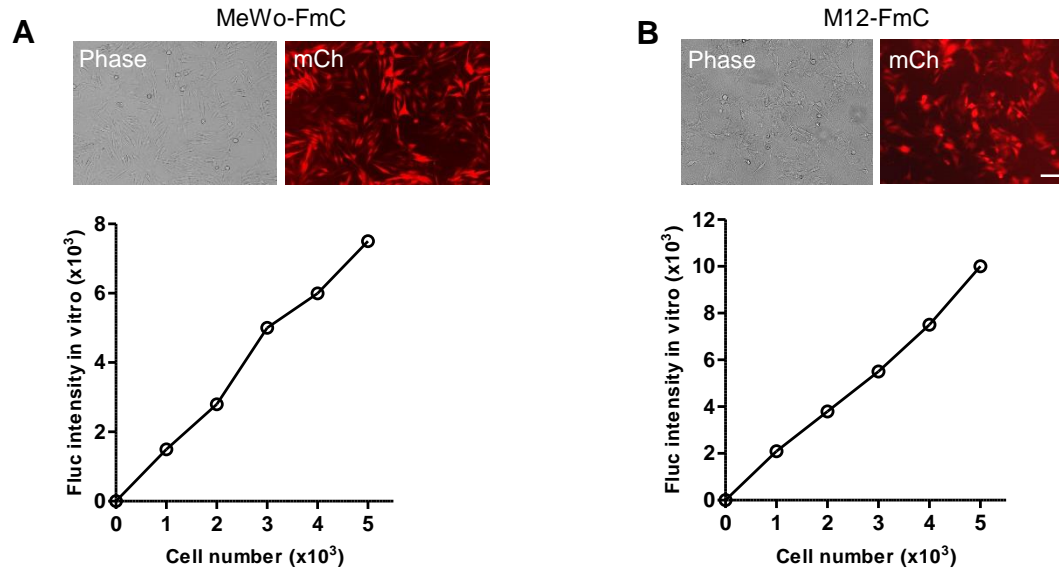 A
MeWo-FmC
Phase
mCh
Fluc intensity in vitro (x10³)
8
6
4
2
0
0 1 2 3 4 5
Cell number (x10³)
B
M12-FmC
Phase
mCh
Fluc intensity in vitro (x10³)
12
10
8
6
4
2
0
0 1 2 3 4 5
Cell number (x10³)